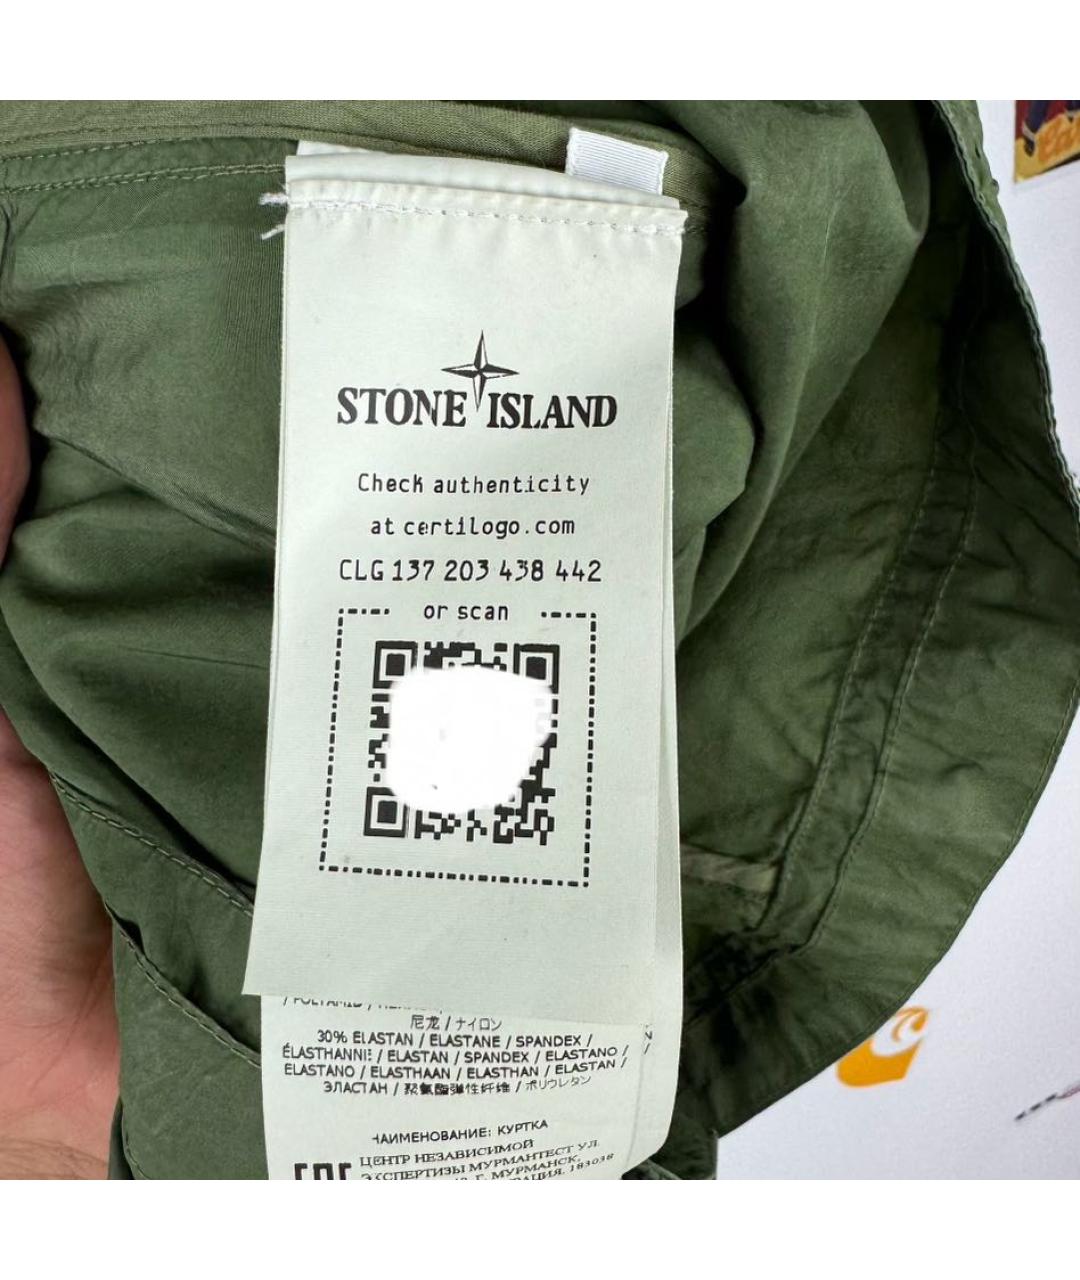 STONE ISLAND
Check authenticity
at certilogo.com
CLG 137 203 438 442
or scan
尼龙 / ナイロン
30% ELASTAN / ELASTANE / SPANDEX /
ÉLASTHANNE / ELASTAN / SPANDEX / ELASTANO /
ELASTANO / ELASTHAAN / ELASTHAN / ELASTAN /
ЭЛАСТАН / 聚氨酯弹性纤维 / ポリウレタン
НАИМЕНОВАНИЕ: КУРТКА
ЦЕНТР НЕЗАВИСИМОЙ
ЭКСПЕРТИЗЫ МУРМАНТЕСТ УЛ.
Г. МУРМАНСК, 183038